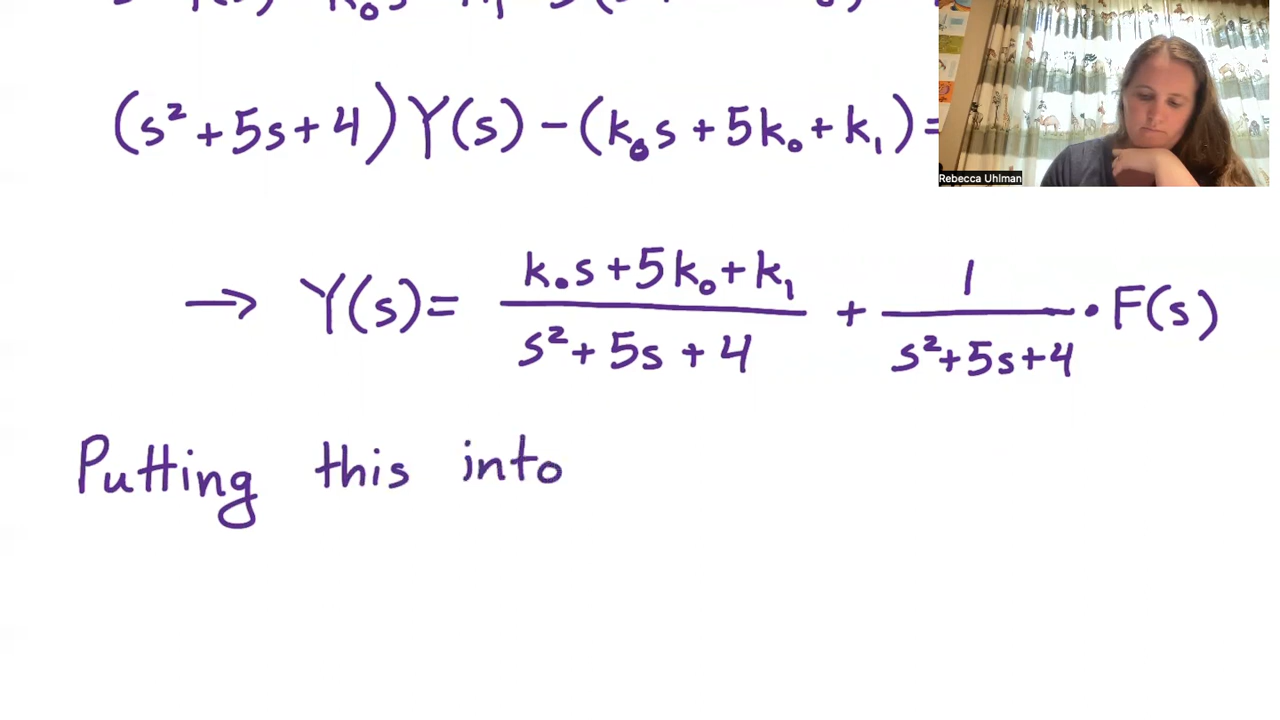 (s² + 5s + 4) Y(s) - (k₀s + 5k₀ + k₁) =
Rebecca Uhlman
→ Y(s) = (k₀s + 5k₀ + k₁)/(s² + 5s + 4) + 1/(s² + 5s + 4) • F(s)
Putting this into